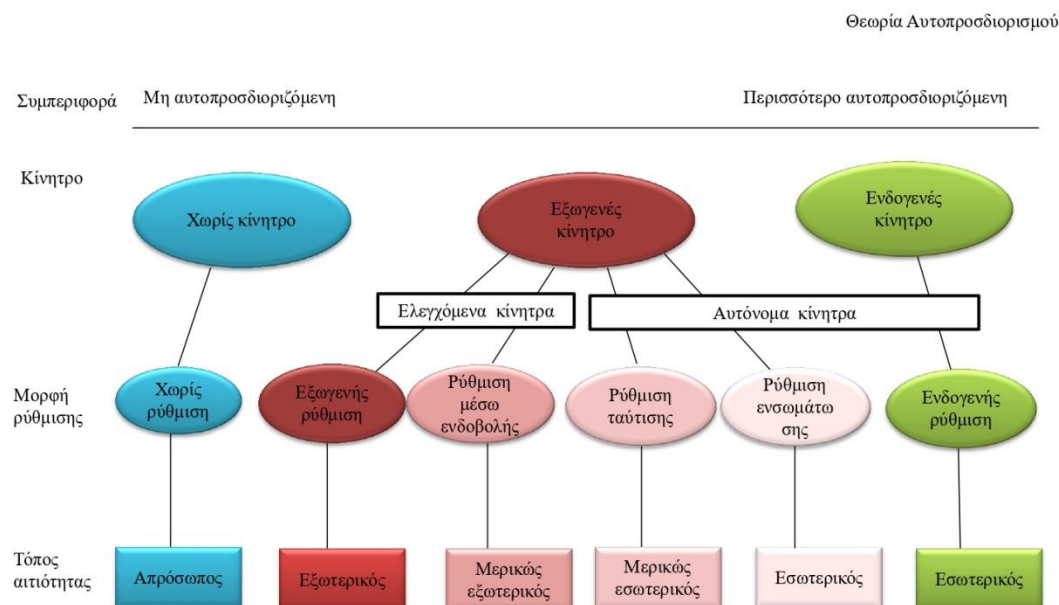 Θεωρία Αυτοπροσδιορισμού
Συμπεριφορά
Μη αυτοπροσδιοριζόμενη
Περισσότερο αυτοπροσδιοριζόμενη
Κίνητρο
Χωρίς κίνητρο
Εξωγενές
κίνητρο
Ενδογενές
κίνητρο
Ελεγχόμενα κίνητρα
Αυτόνομα κίνητρα
Μορφή
ρύθμισης
Χωρίς
ρύθμιση
Εξωγενής
ρύθμιση
Ρύθμιση
μέσω
ενδοβολής
Ρύθμιση
ταύτισης
Ρύθμιση
ενσωμάτω
σης
Ενδογενής
ρύθμιση
Τόπος
αιτιότητας
Απρόσωπος
Εξωτερικός
Μερικώς
εξωτερικός
Μερικώς
εσωτερικός
Εσωτερικός
Εσωτερικός